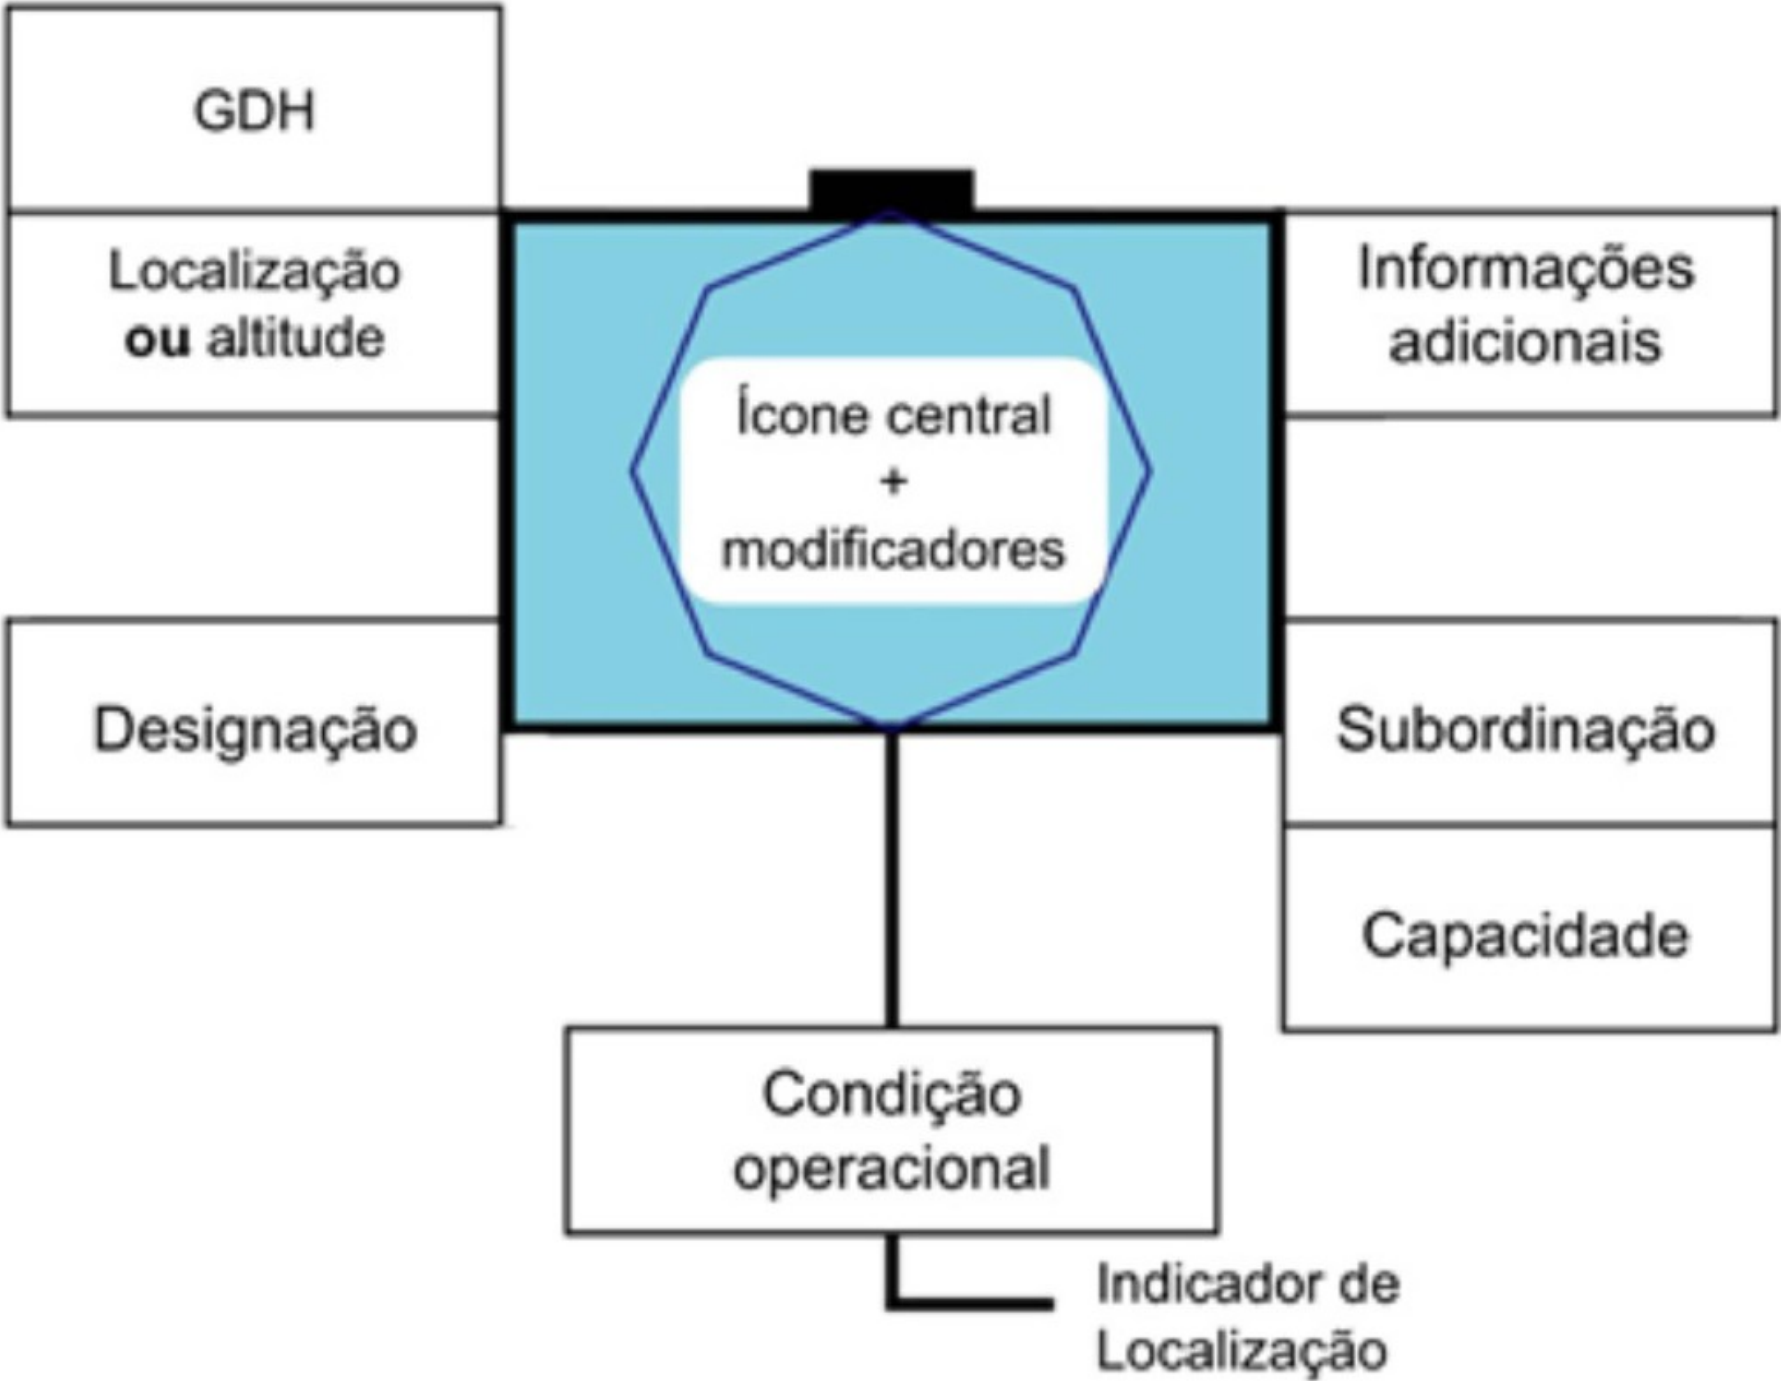 GDH
Localização
ou altitude
Informações
adicionais
Ícone central
+
modificadores
Designação
Subordinação
Capacidade
Condição
operacional
Indicador de
Localização